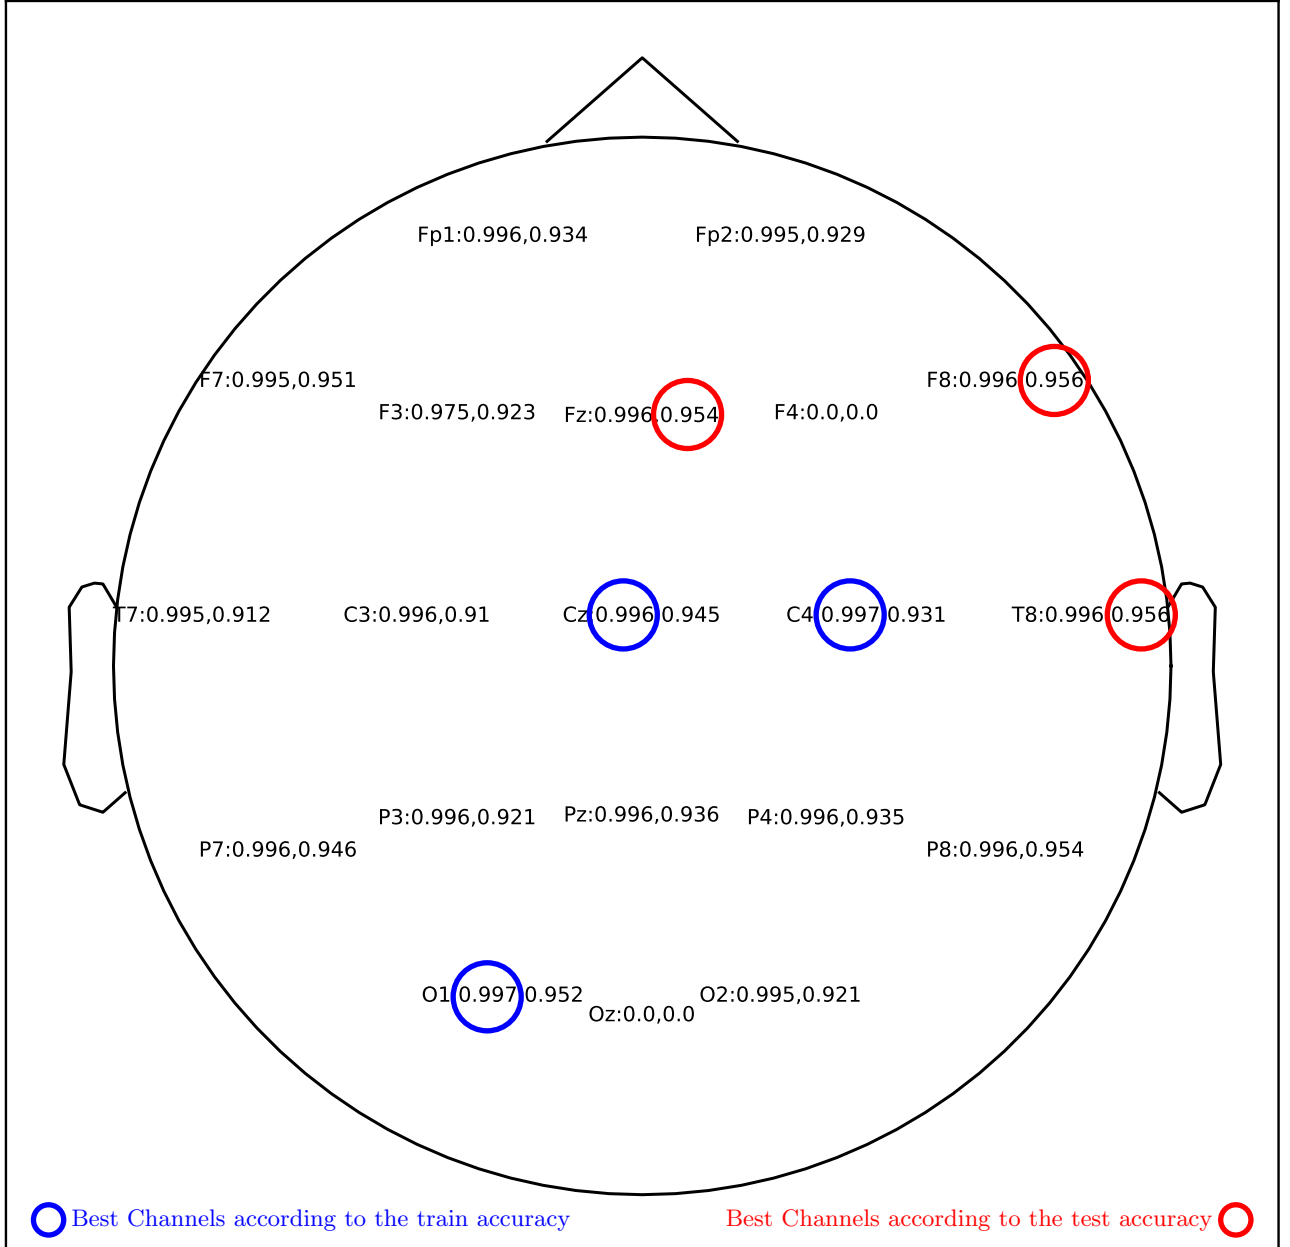 Fp1:0.996,0.934 Fp2:0.995,0.929
F7:0.995,0.951 F8:0.996,0.956
F3:0.975,0.923 Fz:0.996,0.954 F4:0.0,0.0
T7:0.995,0.912 C3:0.996,0.91 Cz:0.996,0.945 C4:0.997,0.931 T8:0.996,0.956
P3:0.996,0.921 Pz:0.996,0.936 P4:0.996,0.935
P7:0.996,0.946 P8:0.996,0.954
O1:0.997,0.952 O2:0.995,0.921
Oz:0.0,0.0
Best Channels according to the train accuracy Best Channels according to the test accuracy